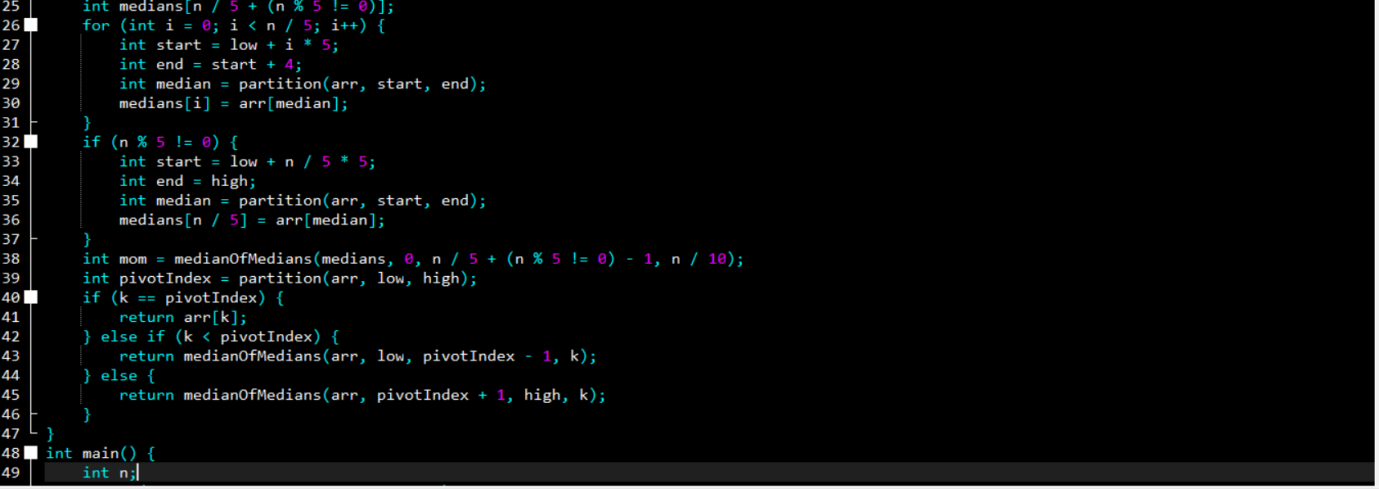 25 int medians[n / 5 + (n % 5 != 0)];
26 for (int i = 0; i < n / 5; i++) {
27 int start = low + i * 5;
28 int end = start + 4;
29 int median = partition(arr, start, end);
30 medians[i] = arr[median];
31 }
32 if (n % 5 != 0) {
33 int start = low + n / 5 * 5;
34 int end = high;
35 int median = partition(arr, start, end);
36 medians[n / 5] = arr[median];
37 }
38 int mom = medianOfMedians(medians, 0, n / 5 + (n % 5 != 0) - 1, n / 10);
39 int pivotIndex = partition(arr, low, high);
40 if (k == pivotIndex) {
41 return arr[k];
42 } else if (k < pivotIndex) {
43 return medianOfMedians(arr, low, pivotIndex - 1, k);
44 } else {
45 return medianOfMedians(arr, pivotIndex + 1, high, k);
46 }
47 }
48 int main() {
49 int n;